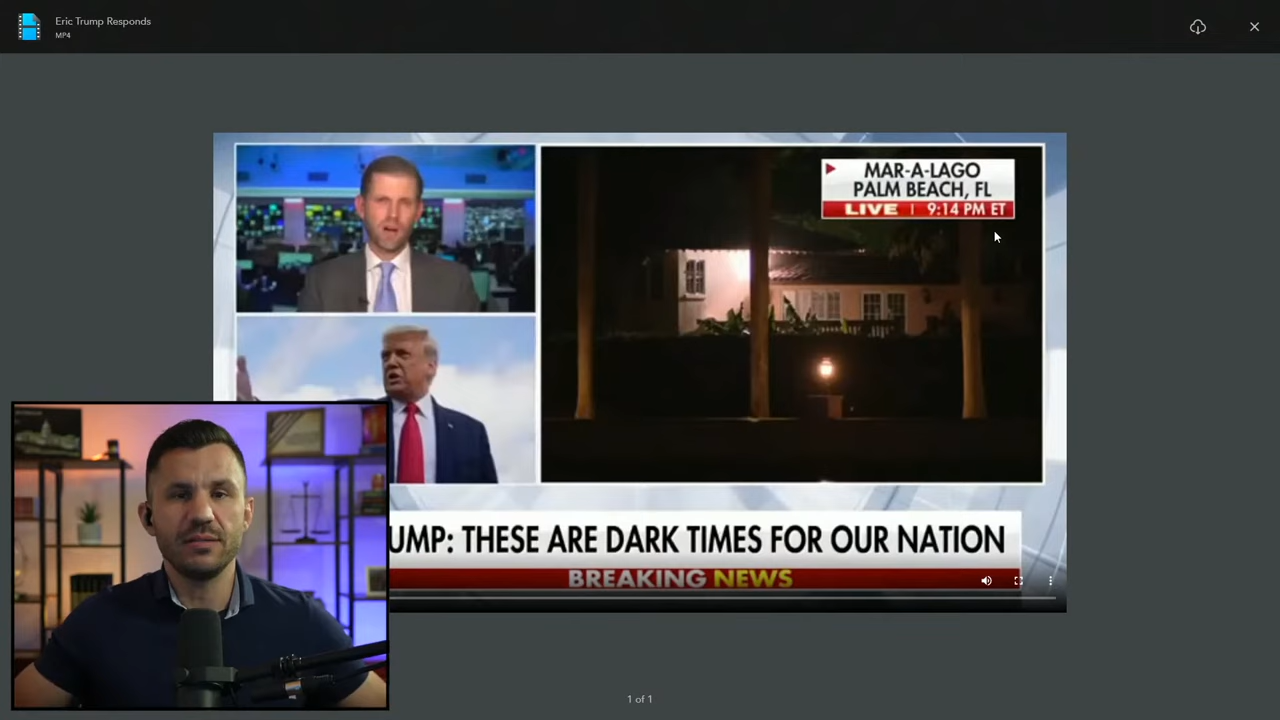 Eric Trump Responds
MP4
MAR-A-LAGO
PALM BEACH, FL
LIVE | 9:14 PM ET
UMP: THESE ARE DARK TIMES FOR OUR NATION
BREAKING NEWS
1 of 1